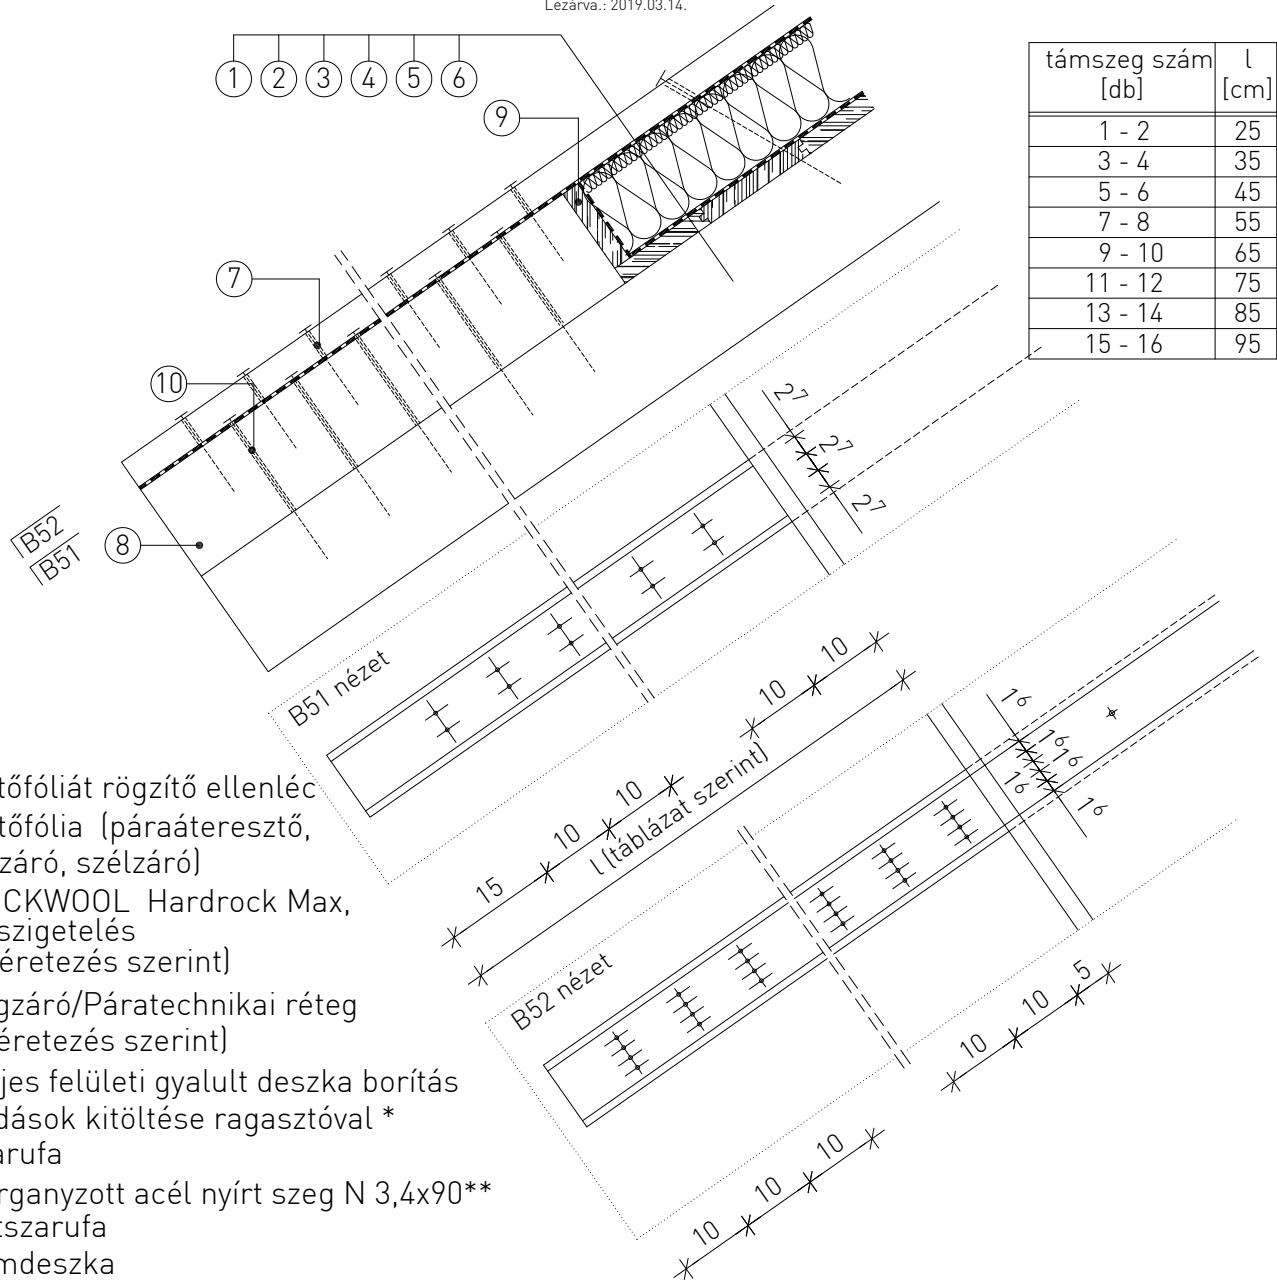 Lezárva.: 2019.03.14.
1 2 3 4 5 6
9
7
10
8
támszeg szám l
[db] [cm]
1 - 2 25
3 - 4 35
5 - 6 45
7 - 8 55
9 - 10 65
11 - 12 75
13 - 14 85
15 - 16 95
B52
B51
27
27
27
B51 nézet
10
10
10
10
15
l (táblázat szerint)
16
16
16
16
16
B52 nézet
5
10
10
10
10
10
tőfóliát rögzítő ellenléc
tőfólia (páraáteresztő,
záró, szélzáró)
CKWOOL Hardrock Max,
szigetelés
éretezés szerint)
gzáró/Páratechnikai réteg
éretezés szerint)
jes felületi gyalult deszka borítás
dások kitöltése ragasztóval *
arufa
rganyzott acél nyírt szeg N 3,4x90**
tszarufa
mdeszka